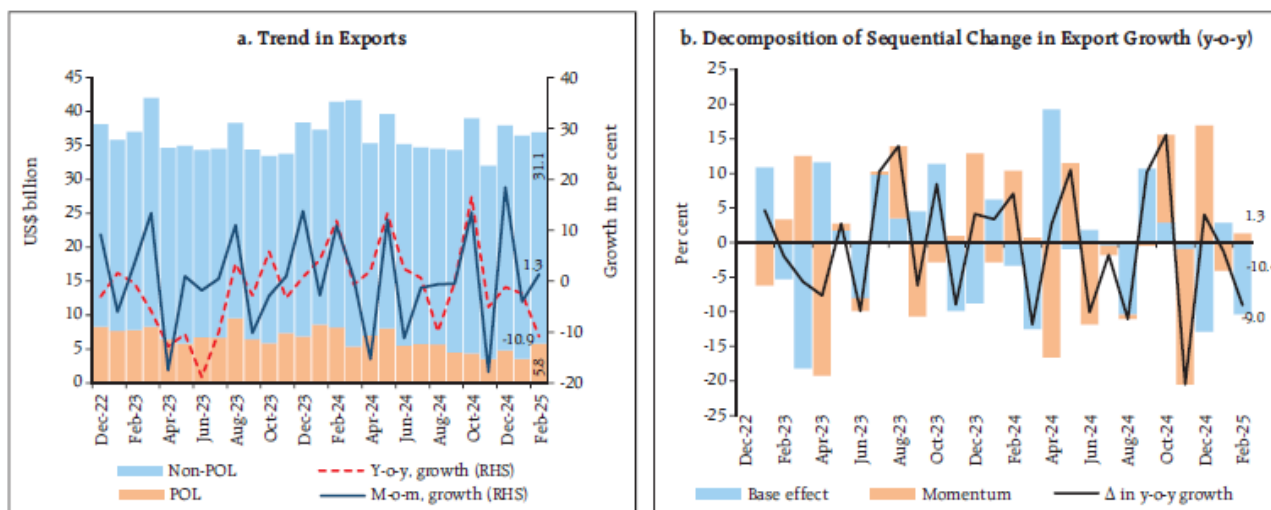 a. Trend in Exports
45
40
35
30
25
20
15
10
5
0
US$ billion
40
30
20
10
0
-10
-20
Growth in per cent
31.1
1.3
-10.9
5.8
Dec-22
Feb-23
Apr-23
Jun-23
Aug-23
Oct-23
Dec-23
Feb-24
Apr-24
Jun-24
Aug-24
Oct-24
Dec-24
Feb-25
Non-POL
Y-o-y, growth (RHS)
POL
M-o-m, growth (RHS)
b. Decomposition of Sequential Change in Export Growth (y-o-y)
25
20
15
10
5
0
-5
-10
-15
-20
-25
Per cent
1.3
-9.0
Dec-22
Feb-23
Apr-23
Jun-23
Aug-23
Oct-23
Dec-23
Feb-24
Apr-24
Jun-24
Aug-24
Oct-24
Dec-24
Feb-25
Base effect
Momentum
Δ in y-o-y growth